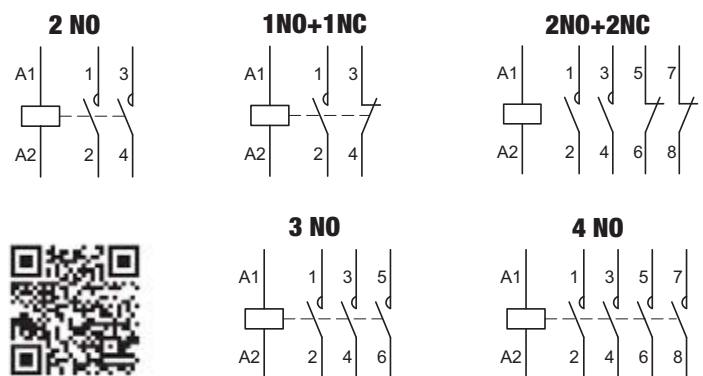 2 NO
A1 1 3
A2 2 4
1NO+1NC
A1 1 3
A2 2 4
2NO+2NC
A1 1 3 5 7
A2 2 4 6 8
3 NO
A1 1 3 5
A2 2 4 6
4 NO
A1 1 3 5 7
A2 2 4 6 8